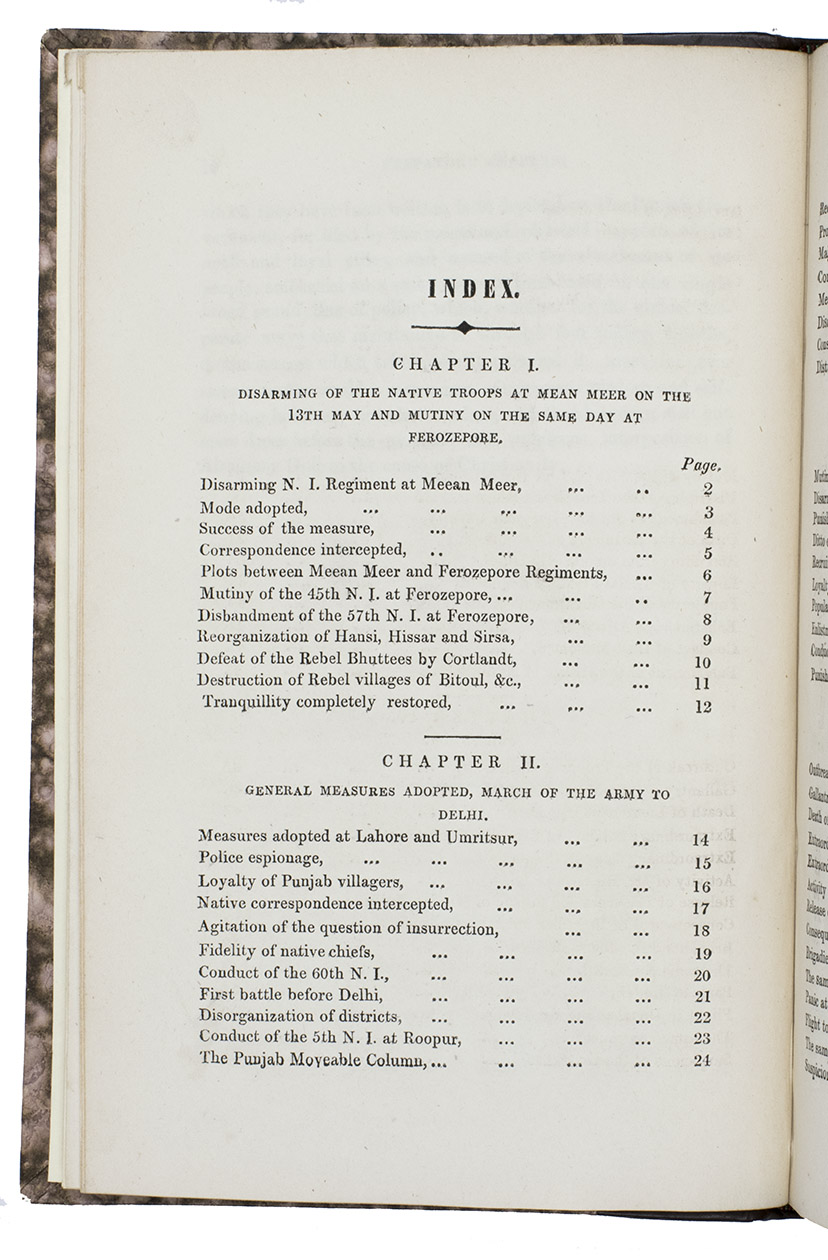 INDEX.
CHAPTER I.
DISARMING OF THE NATIVE TROOPS AT MEAN MEER ON THE
13TH MAY AND MUTINY ON THE SAME DAY AT
FEROZEPORE.
Page.
Disarming N. I. Regiment at Meean Meer, ... .. 2
Mode adopted, ... ... ... ... ... 3
Success of the measure, ... ... ... ... 4
Correspondence intercepted, .. ... ... ... 5
Plots between Meean Meer and Ferozepore Regiments, ... 6
Mutiny of the 45th N. I. at Ferozepore, ... ... .. 7
Disbandment of the 57th N. I. at Ferozepore, ... ... 8
Reorganization of Hansi, Hissar and Sirsa, ... ... 9
Defeat of the Rebel Bhuttees by Cortlandt, ... ... 10
Destruction of Rebel villages of Bitoul, &c., ... ... 11
Tranquillity completely restored, ... ... ... 12
CHAPTER II.
GENERAL MEASURES ADOPTED, MARCH OF THE ARMY TO
DELHI.
Measures adopted at Lahore and Umritsur, ... ... 14
Police espionage, ... ... ... ... ... 15
Loyalty of Punjab villagers, ... ... ... ... 16
Native correspondence intercepted, ... ... ... 17
Agitation of the question of insurrection, ... ... 18
Fidelity of native chiefs, ... ... ... ... 19
Conduct of the 60th N. I., ... ... ... ... 20
First battle before Delhi, ... ... ... ... 21
Disorganization of districts, ... ... ... ... 22
Conduct of the 5th N. I. at Roopur, ... ... ... 23
The Punjab Moveable Column, ... ... ... ... 24